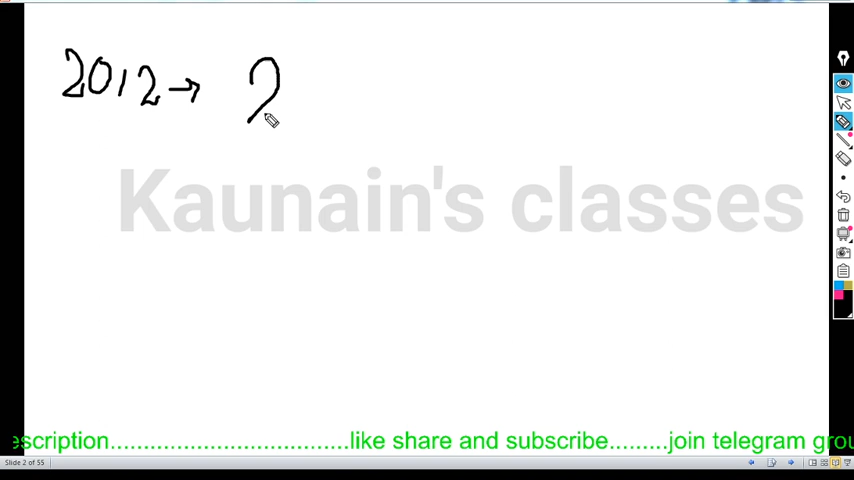 2012 → 2
Kaunain's classes
escription...................................like share and subscribe.........join telegram grou
Slide 2 of 55